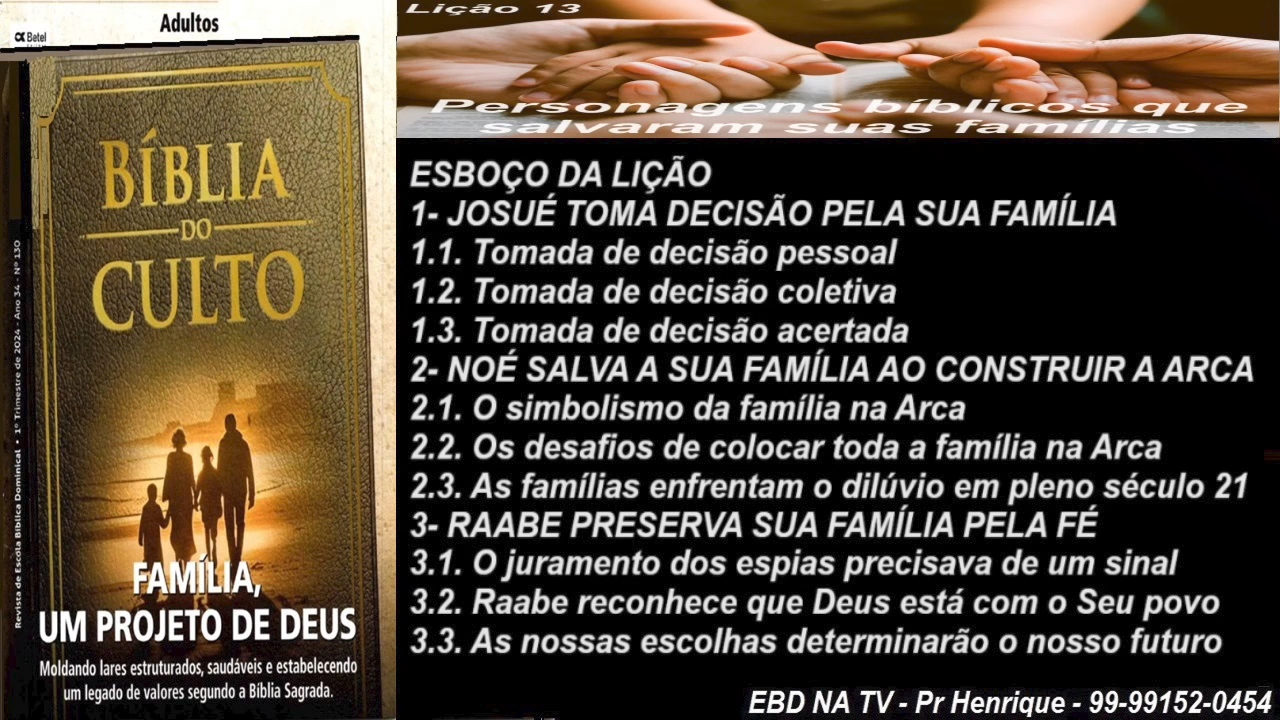 Adultos
Betel
BÍBLIA
DO
CULTO
Revista de Escola Bíblica Dominical • 1º Trimestre de 2024 - Ano 34 - Nº 130
FAMÍLIA,
UM PROJETO DE DEUS
Moldando lares estruturados, saudáveis e estabelecendo
um legado de valores segundo a Bíblia Sagrada.
Lição 13
Personagens bíblicos que
salvaram suas famílias
ESBOÇO DA LIÇÃO
1- JOSUÉ TOMA DECISÃO PELA SUA FAMÍLIA
1.1. Tomada de decisão pessoal
1.2. Tomada de decisão coletiva
1.3. Tomada de decisão acertada
2- NOÉ SALVA A SUA FAMÍLIA AO CONSTRUIR A ARCA
2.1. O simbolismo da família na Arca
2.2. Os desafios de colocar toda a família na Arca
2.3. As famílias enfrentam o dilúvio em pleno século 21
3- RAABE PRESERVA SUA FAMÍLIA PELA FÉ
3.1. O juramento dos espias precisava de um sinal
3.2. Raabe reconhece que Deus está com o Seu povo
3.3. As nossas escolhas determinarão o nosso futuro
EBD NA TV - Pr Henrique - 99-99152-0454